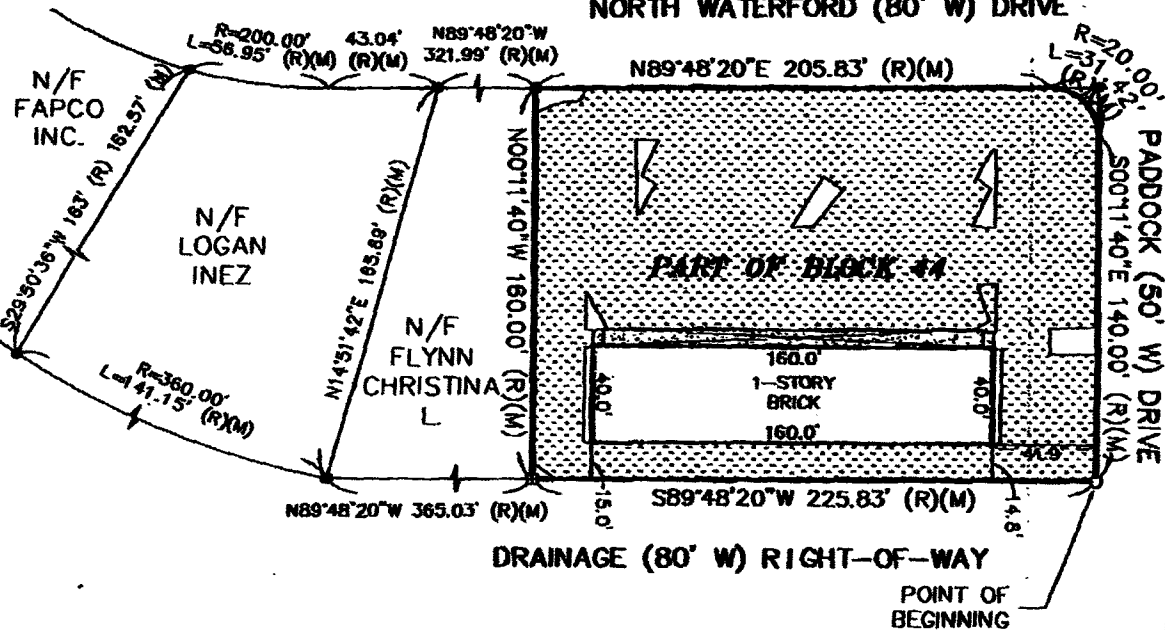 NORTH WATERFORD (80' W) DRIVE
R=200.00'
L=56.95' (R)(M)
43.04'
(R)(M)
N89°48'20"W
321.99' (R)(M)
N89°48'20"E 205.83' (R)(M)
R=20.00'
L=31.42'
(R)(M)
N/F
FAPCO
INC.
S29°50'36"W 163' (R) 162.57' (M)
N/F
LOGAN
INEZ
N14°51'42"E 165.69' (R)(M)
N/F
FLYNN
CHRISTINA
L
N00°11'40"W 160.00' (R)(M)
PART OF BLOCK 44
S00°11'40"E 140.00' (R)(M)
PADDOCK (50' W) DRIVE
160.0'
40.0'
1-STORY
BRICK
40.0'
160.0'
41.9'
R=360.00'
L=141.15' (R)(M)
N89°48'20"W 365.03' (R)(M)
15.0'
S89°48'20"W 225.83' (R)(M)
14.8'
DRAINAGE (80' W) RIGHT-OF-WAY
POINT OF
BEGINNING